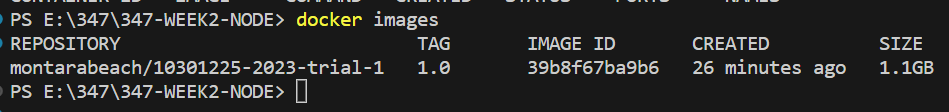 PS E:\347\347-WEEK2-NODE> docker images
REPOSITORY TAG IMAGE ID CREATED SIZE
montarabeach/10301225-2023-trial-1 1.0 39b8f67ba9b6 26 minutes ago 1.1GB
PS E:\347\347-WEEK2-NODE>